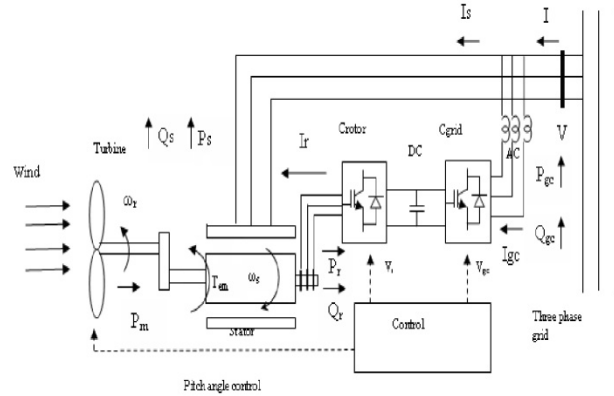 Is
I
Qs
Ps
Ir
Crotor
Cgrid
DC
AC
V
Turbine
Wind
ωr
Pgc
Qgc
Igc
Tem
ωs
Pr
Qr
Vr
Vgc
Pm
Stator
Control
Three phase
grid
Pitch angle control